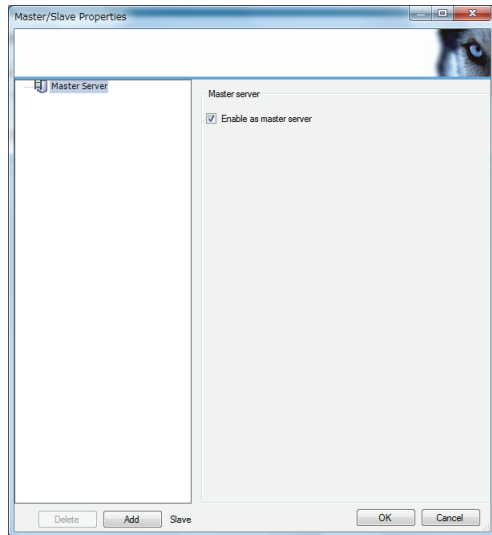 Master/Slave Properties
Master Server
Master server
Enable as master server
Delete
Add
Slave
OK
Cancel